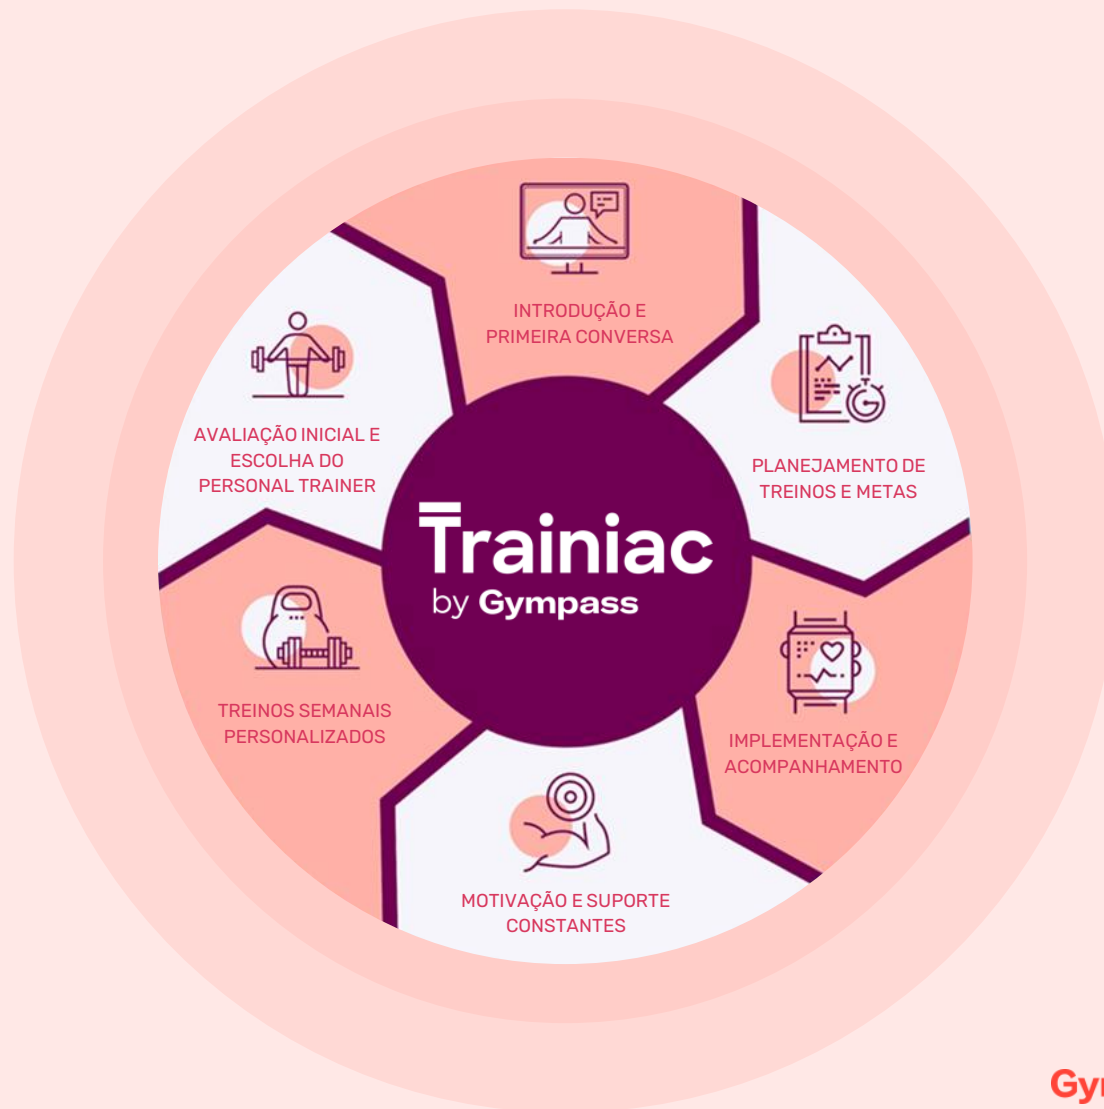 INTRODUÇÃO E
PRIMEIRA CONVERSA
AVALIAÇÃO INICIAL E
ESCOLHA DO
PERSONAL TRAINER
PLANEJAMENTO DE
TREINOS E METAS
Trainiac
by Gympass
TREINOS SEMANAIS
PERSONALIZADOS
IMPLEMENTAÇÃO E
ACOMPANHAMENTO
MOTIVAÇÃO E SUPORTE
CONSTANTES